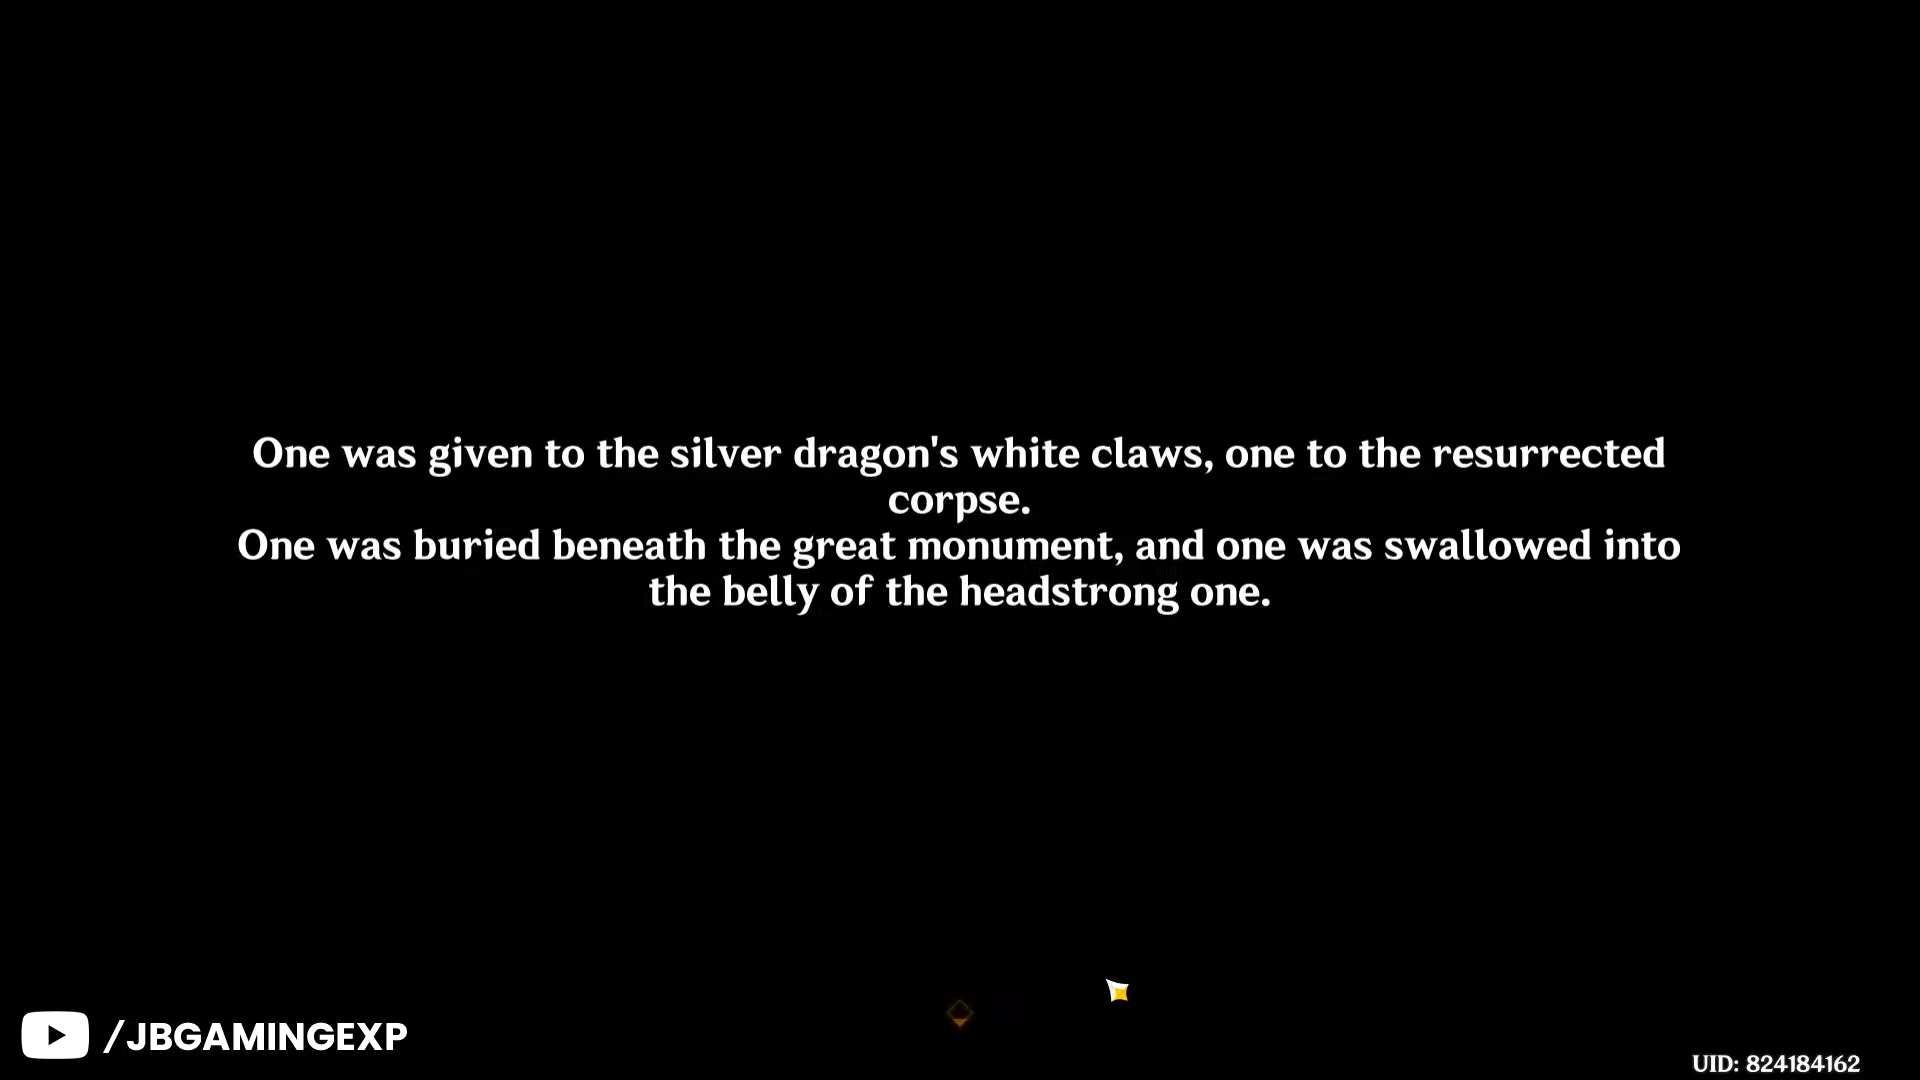 One was given to the silver dragon's white claws, one to the resurrected
corpse.
One was buried beneath the great monument, and one was swallowed into
the belly of the headstrong one.
/JBGAMINGEXP
UID: 824184162